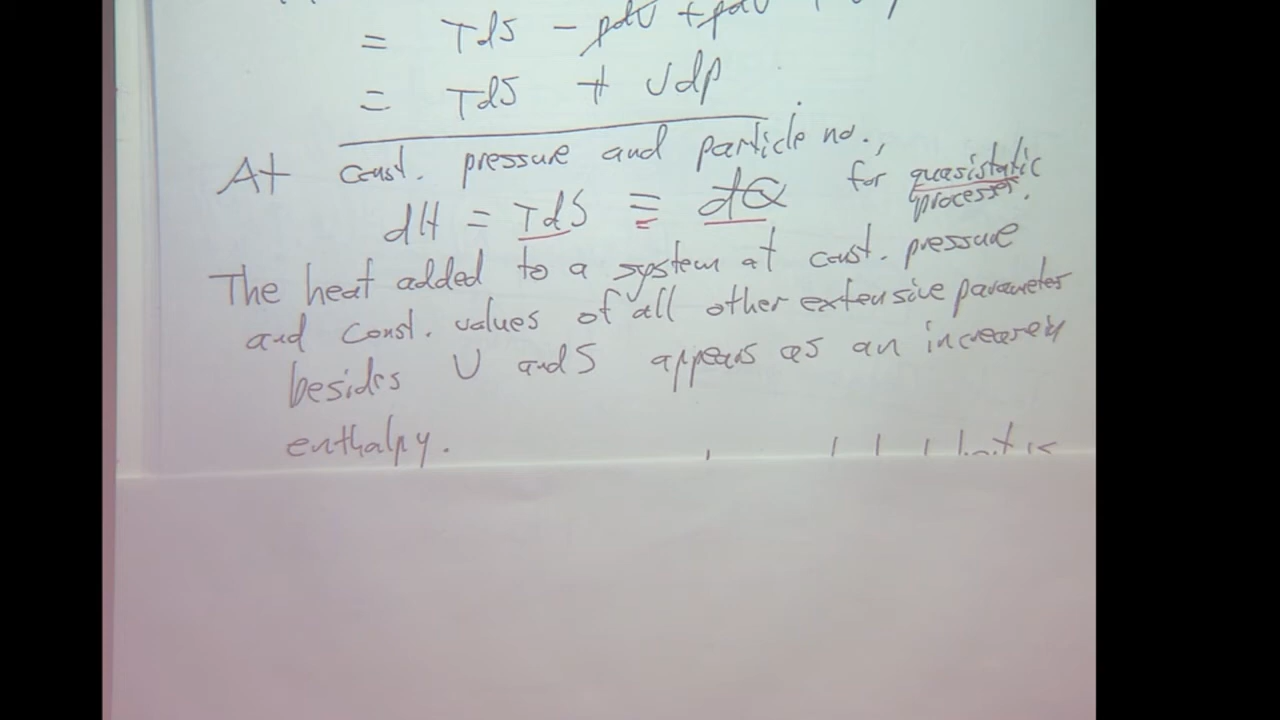 = TdS - pdV + pdV
= TdS + Vdp
At const. pressure and particle no.,
dH = TdS ≡ đQ for quasistatic processes.
The heat added to a system at const. pressure
and const. values of all other extensive parameter
besides V and S appears as an increase in
enthalpy.